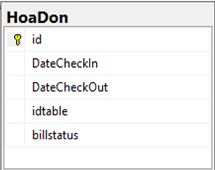 HoaDon
id
DateCheckIn
DateCheckOut
idtable
billstatus